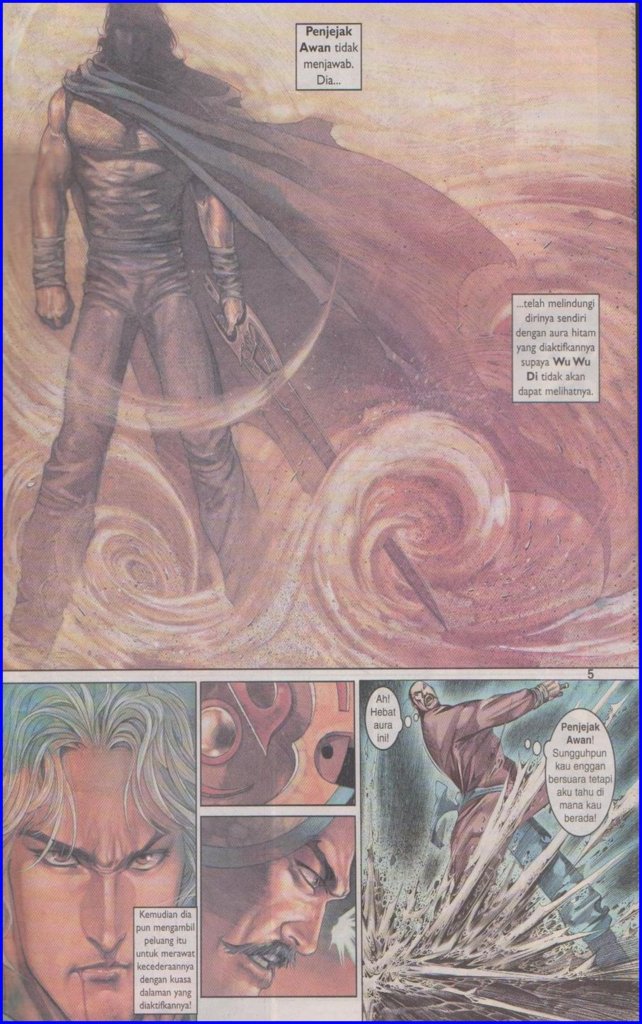 Penjejak
Awan tidak
menjawab.
Dia...
...telah melindungi
dirinya sendiri
dengan aura hitam
yang diaktifkannya
supaya Wu Wu
Di tidak akan
dapat melihatnya.
5
Kemudian dia
pun mengambil
peluang itu
untuk merawat
kecederaannya
dengan kuasa
dalaman yang
diaktifkannya!
Ah!
Hebat
aura
ini!
Penjejak
Awan!
Sungguhpun
kau enggan
bersuara tetapi
aku tahu di
mana kau
berada!